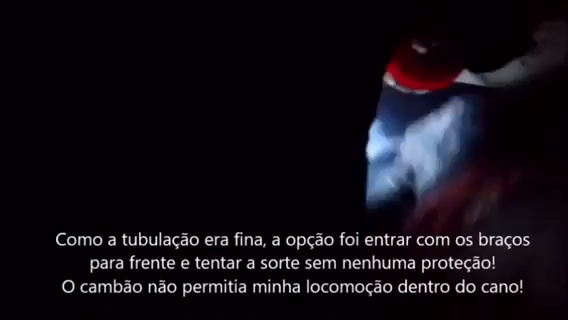 Como a tubulação era fina, a opção foi entrar com os braços
para frente e tentar a sorte sem nenhuma proteção!
O cambão não permitia minha locomoção dentro do cano!